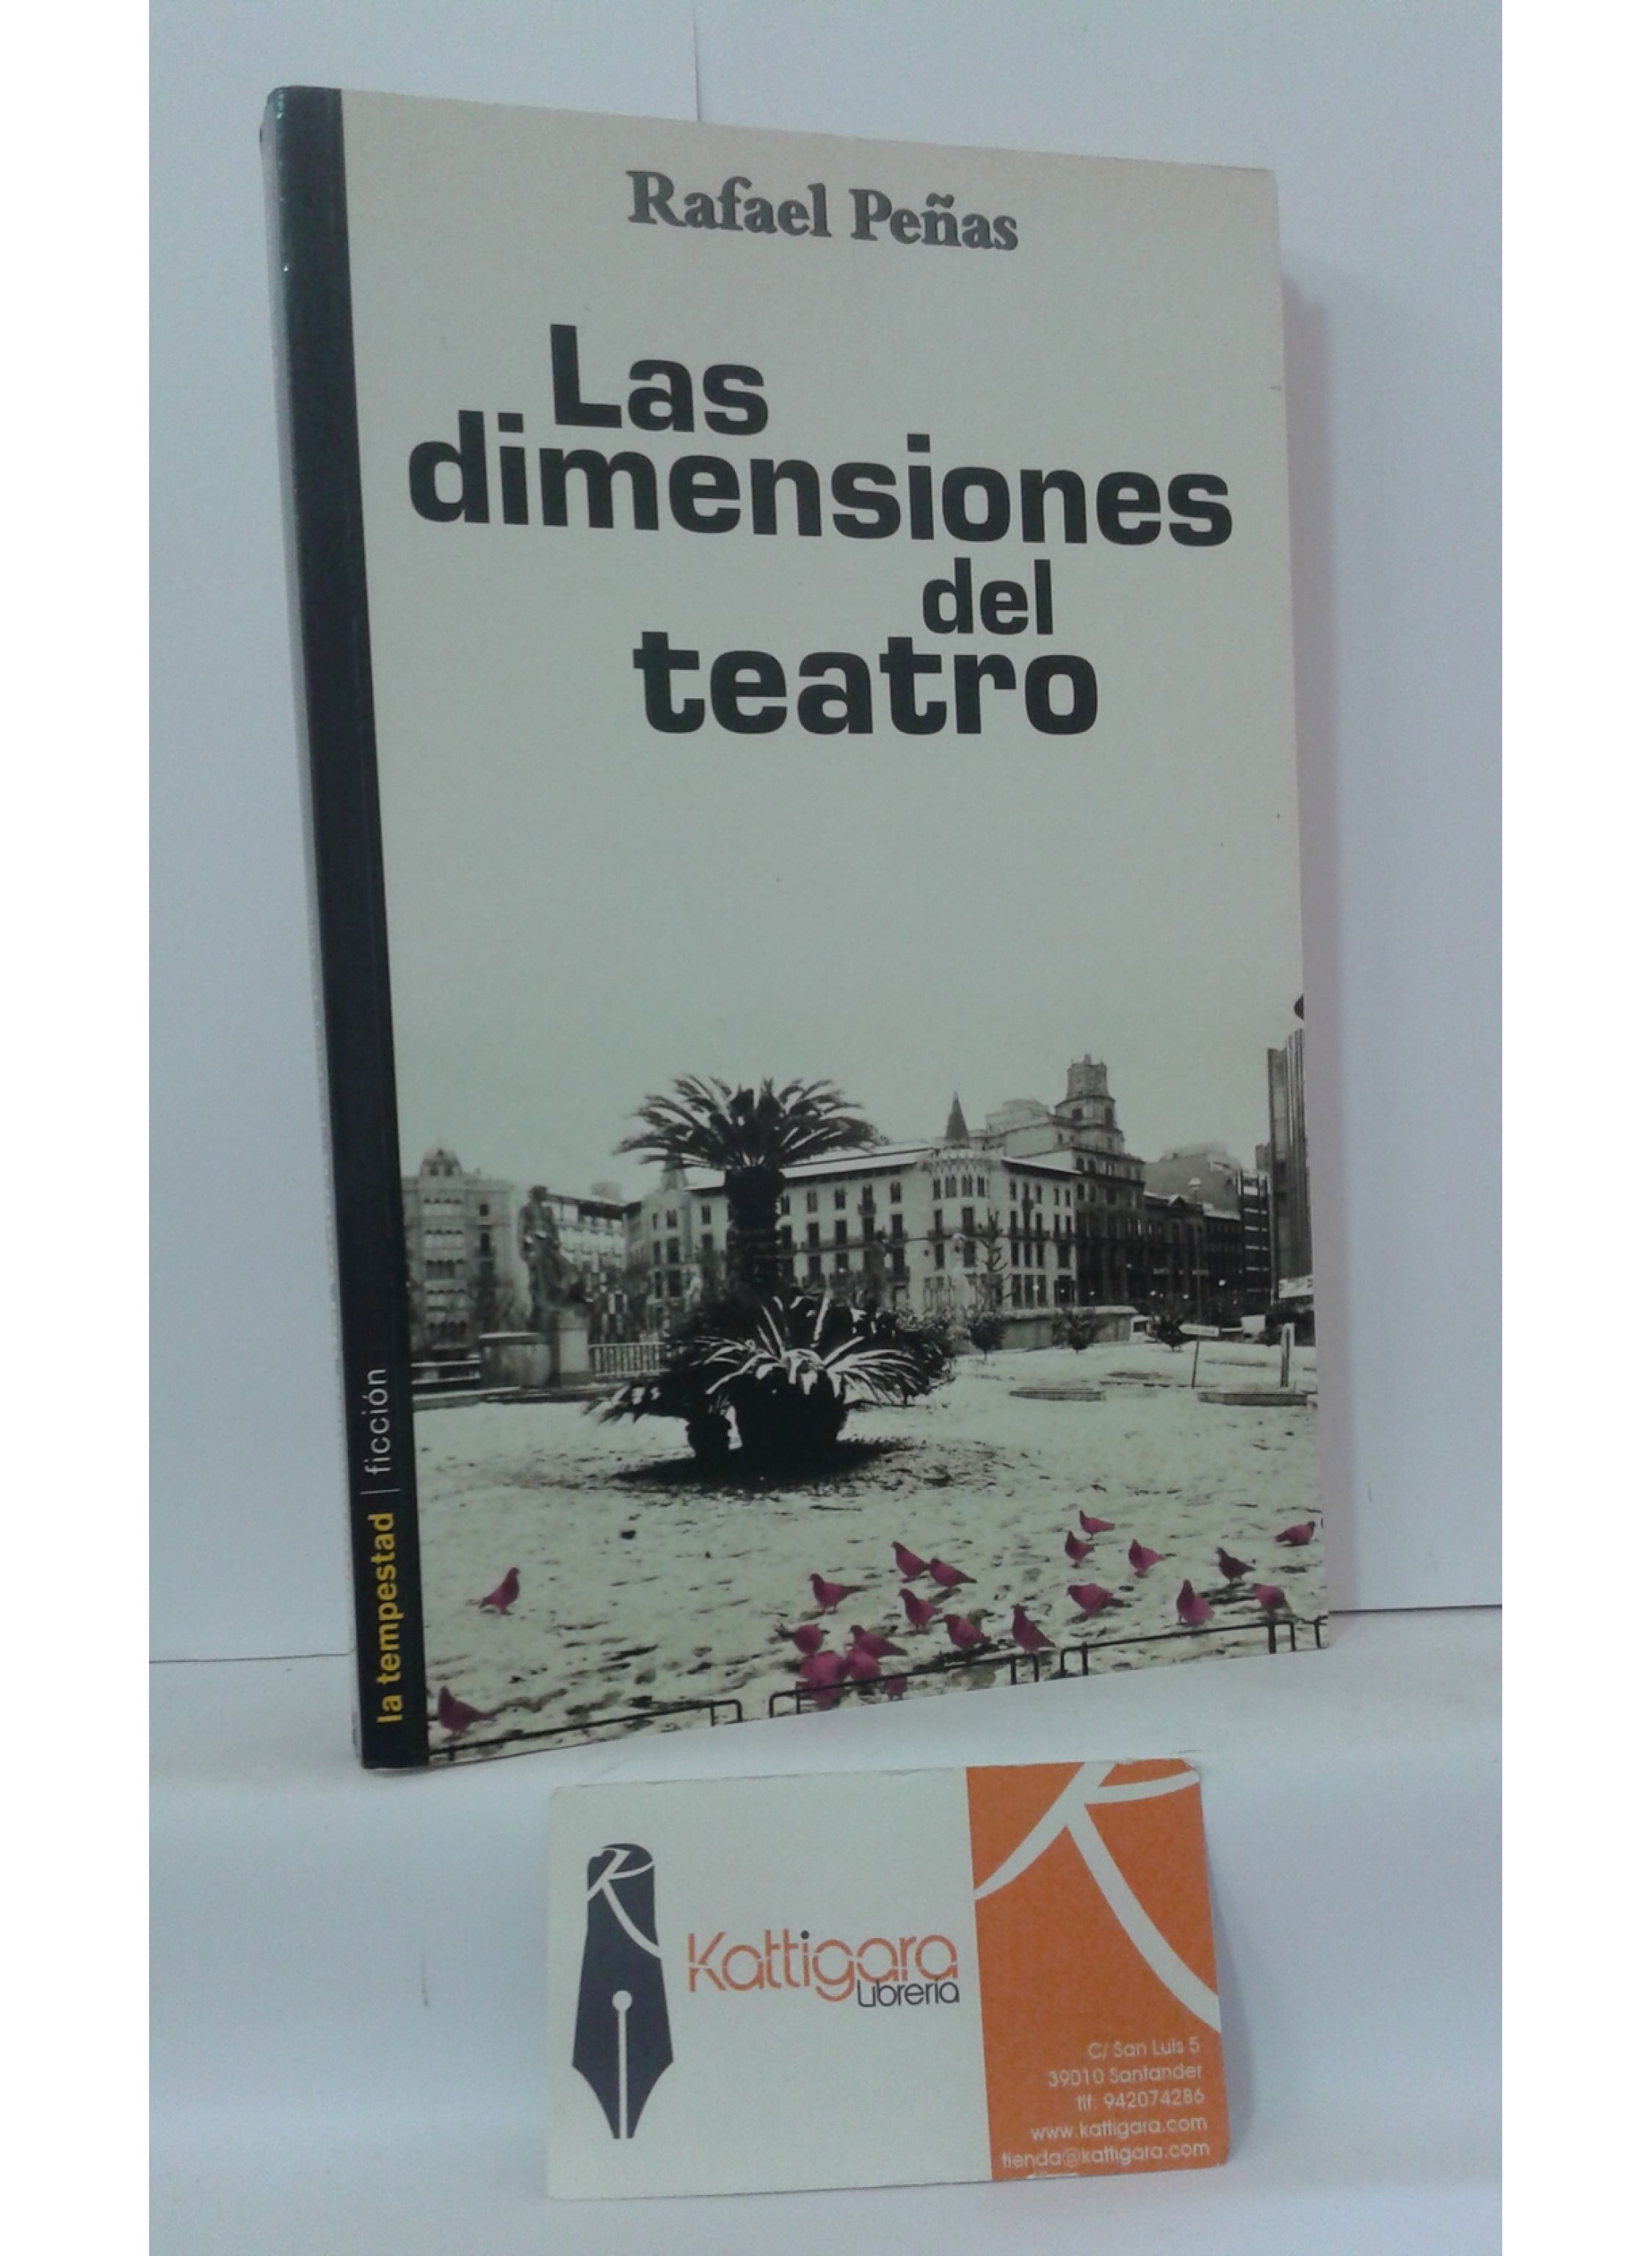 Rafael Peñas
Las
dimensiones
del
teatro
la tempestad | ficción
Kattigara
Librería
C/ San Luis 5
39010 Santander
tlf: 942074286
www.kattigara.com
tienda@kattigara.com